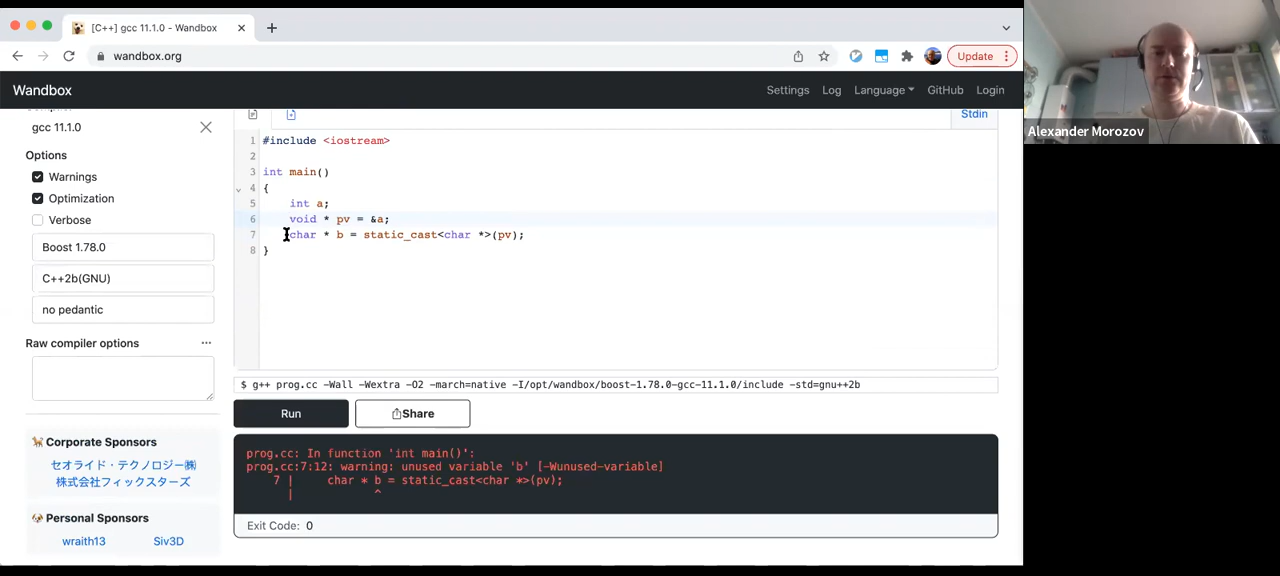 [C++] gcc 11.1.0 - Wandbox
wandbox.org
Update
Wandbox
Settings
Log
Language
GitHub
Login
gcc 11.1.0
Options
Warnings
Optimization
Verbose
Boost 1.78.0
C++2b(GNU)
no pedantic
Raw compiler options
Corporate Sponsors
セオライド・テクノロジー㈱
株式会社フィックスターズ
Personal Sponsors
wraith13
Siv3D
Stdin
1 #include <iostream>
2
3 int main()
4 {
5 int a;
6 void * pv = &a;
7 char * b = static_cast<char *>(pv);
8 }
$ g++ prog.cc -Wall -Wextra -O2 -march=native -I/opt/wandbox/boost-1.78.0-gcc-11.1.0/include -std=gnu++2b
Run
Share
prog.cc: In function 'int main()':
prog.cc:7:12: warning: unused variable 'b' [-Wunused-variable]
7 | char * b = static_cast<char *>(pv);
| ^
Exit Code: 0
Alexander Morozov